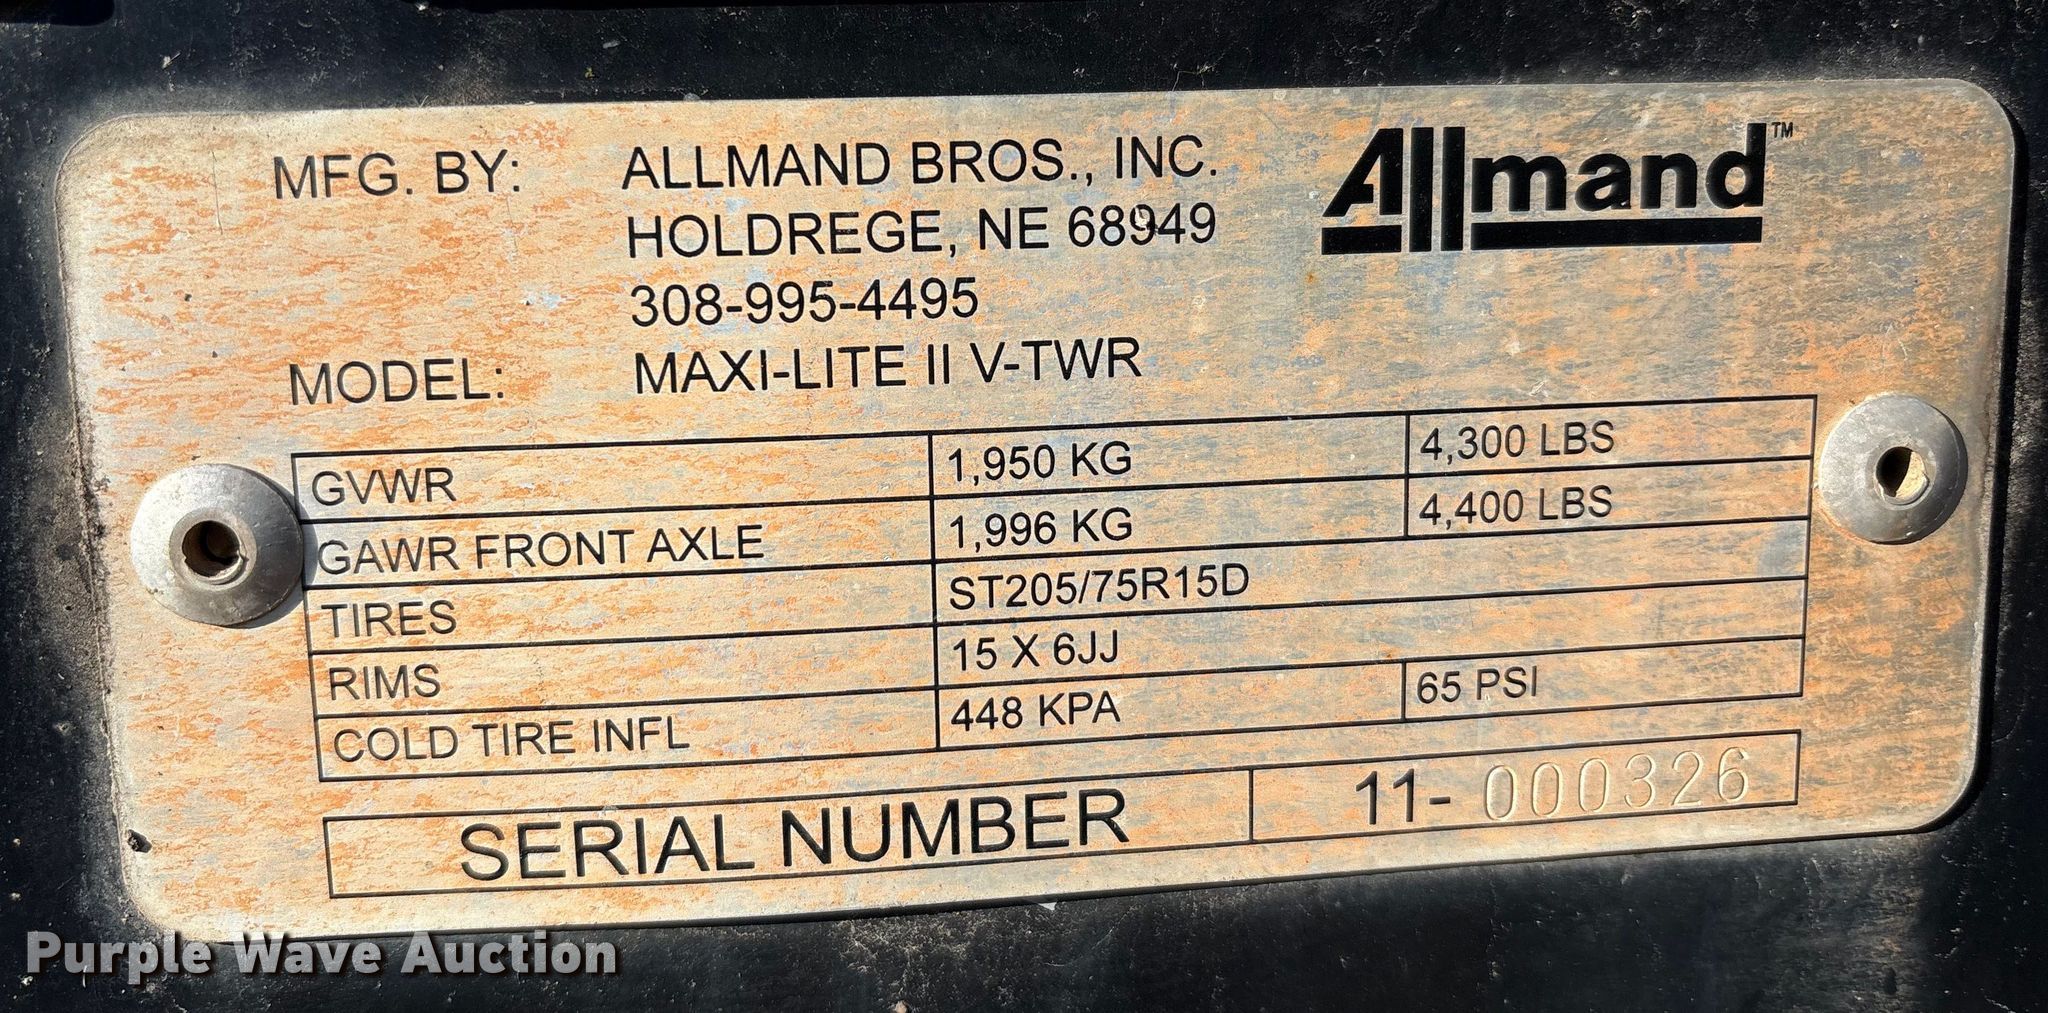 MFG. BY: ALLMAND BROS., INC.
Allmand™
HOLDREGE, NE 68949
308-995-4495
MODEL: MAXI-LITE II V-TWR
GVWR 1,950 KG 4,300 LBS
GAWR FRONT AXLE 1,996 KG 4,400 LBS
TIRES ST205/75R15D
RIMS 15 X 6JJ
COLD TIRE INFL 448 KPA 65 PSI
SERIAL NUMBER 11-000326
Purple Wave Auction